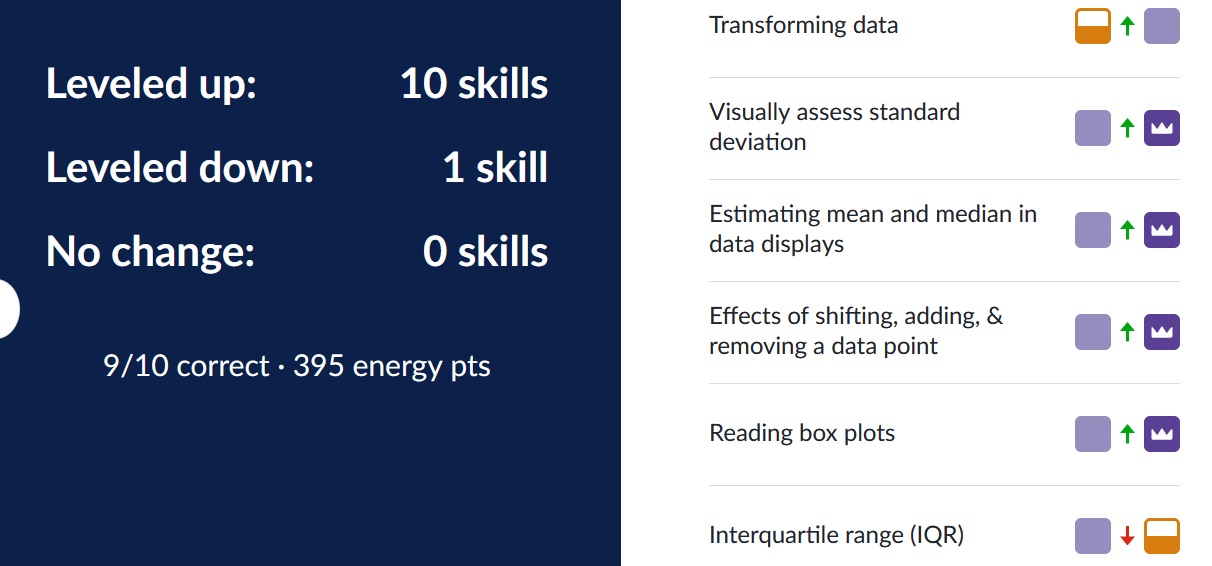 Leveled up: 10 skills
Leveled down: 1 skill
No change: 0 skills
9/10 correct · 395 energy pts
Transforming data
Visually assess standard
deviation
Estimating mean and median in
data displays
Effects of shifting, adding, &
removing a data point
Reading box plots
Interquartile range (IQR)